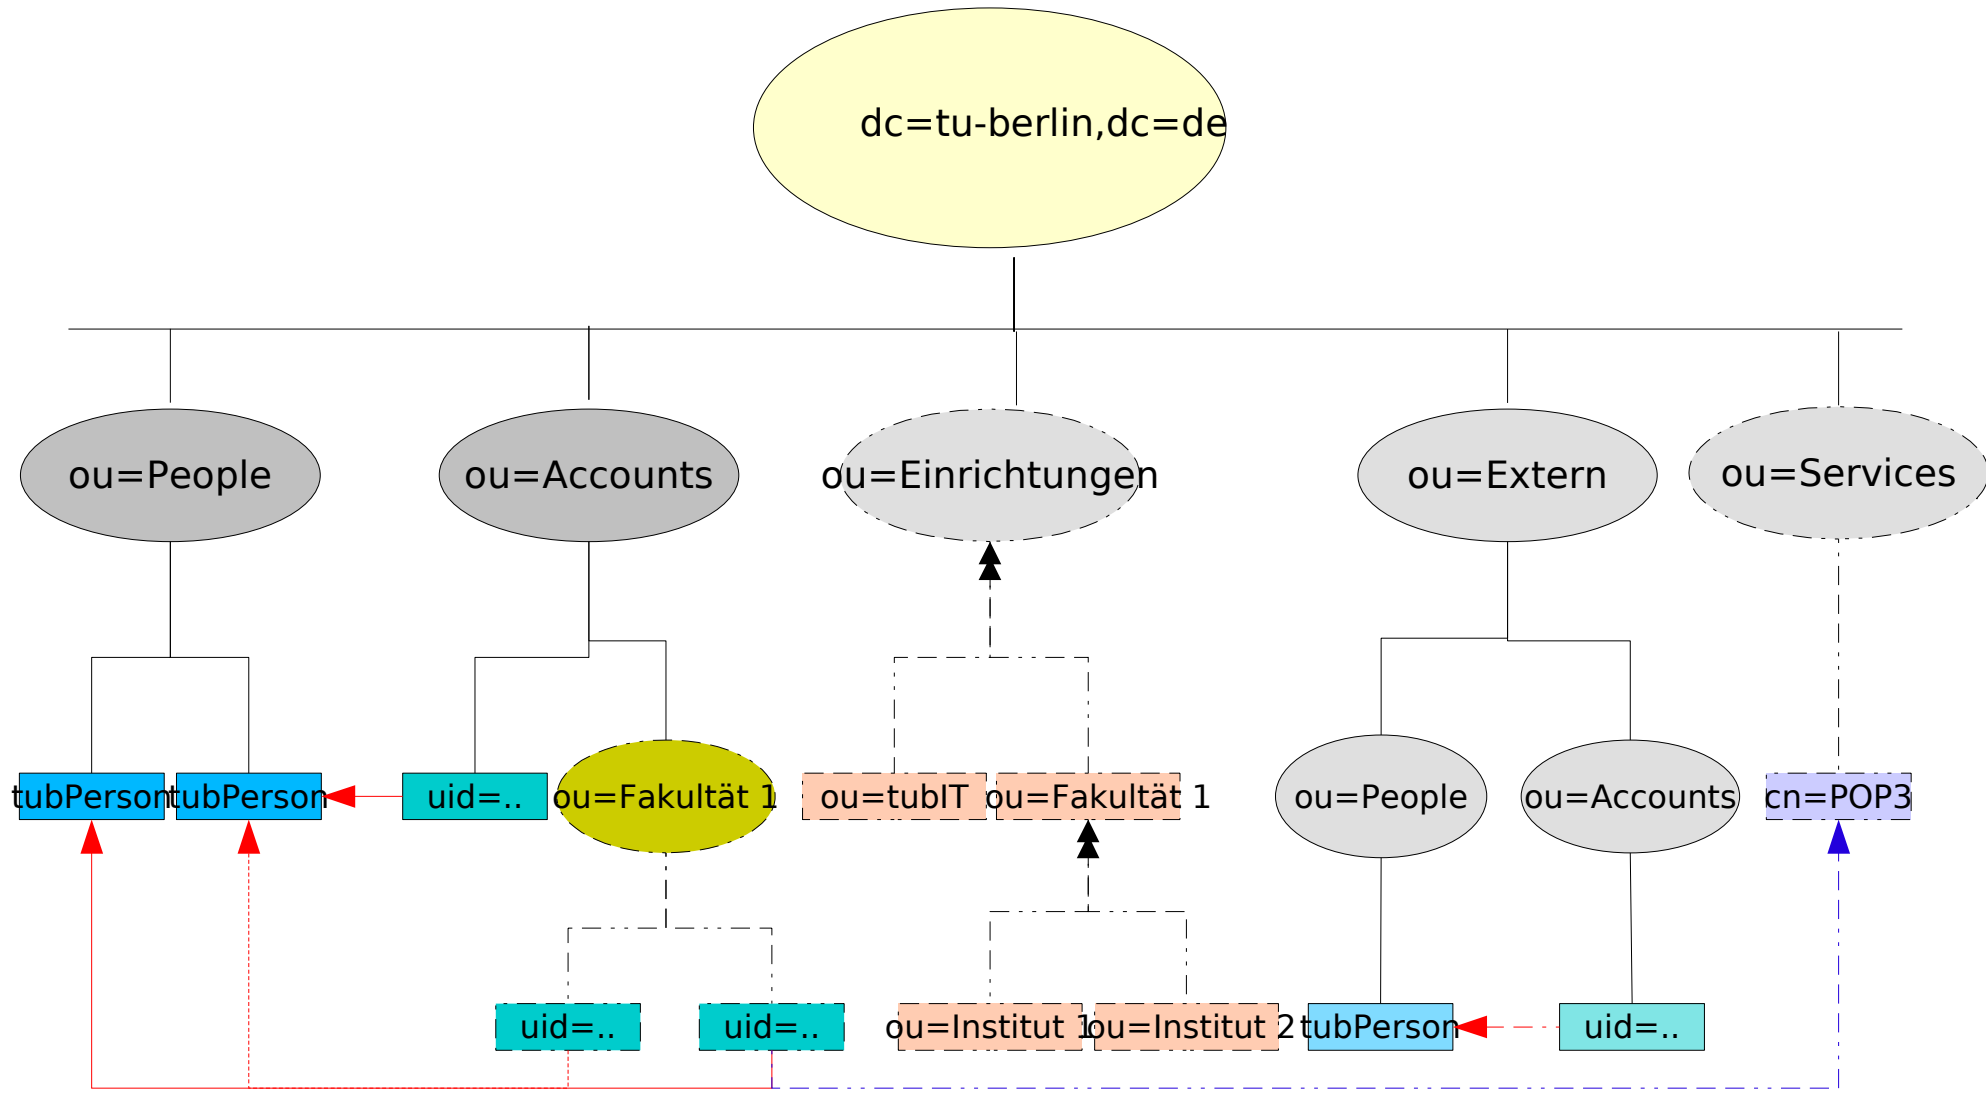 dc=tu-berlin,dc=de
ou=People
ou=Accounts
ou=Einrichtungen
ou=Extern
ou=Services
tubPerson
tubPerson
uid=..
ou=Fakultät 1
ou=tubIT
ou=Fakultät 1
ou=People
ou=Accounts
cn=POP3
uid=..
uid=..
ou=Institut 1
ou=Institut 2
tubPerson
uid=..